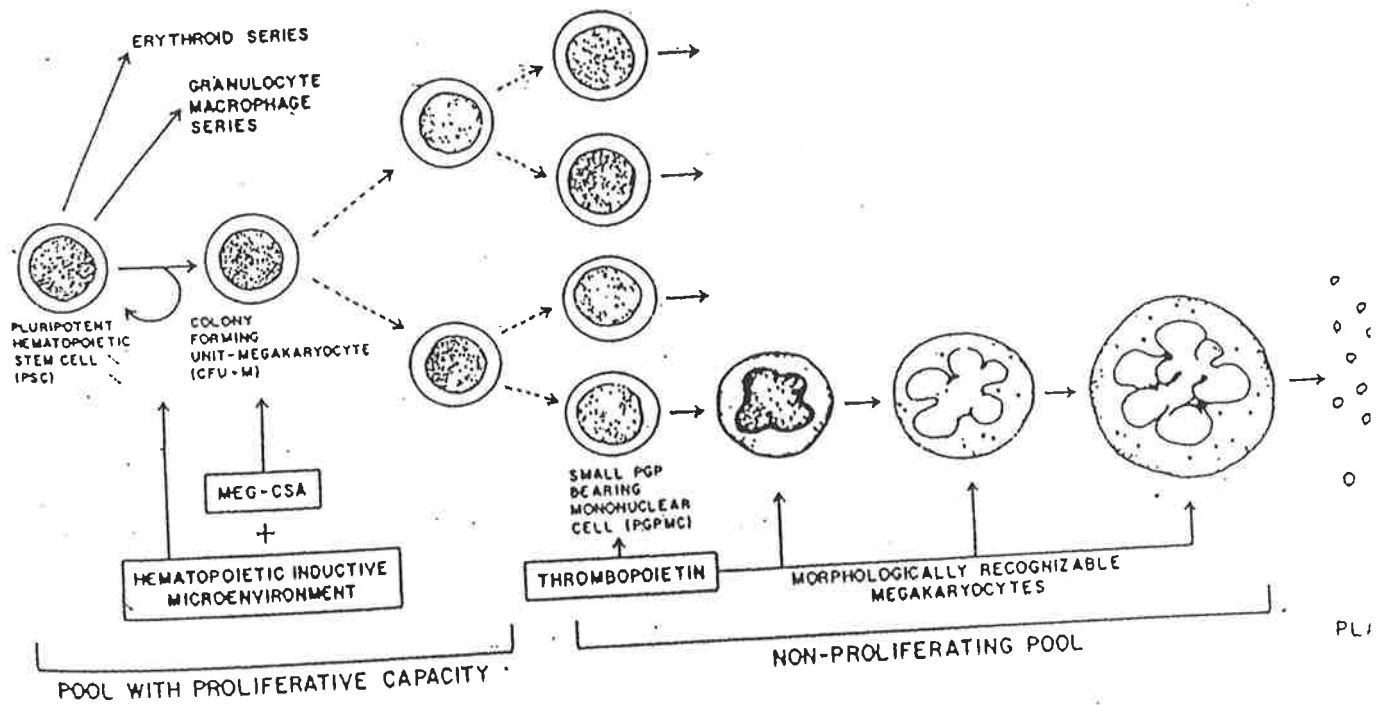 ERYTHROID SERIES
GRANULOCYTE
MACROPHAGE
SERIES
PLURIPOTENT
HEMATOPOIETIC
STEM CELL
(PSC)
COLONY
FORMING
UNIT-MEGAKARYOCYTE
(CFU-M)
MEG-CSA
+
HEMATOPOIETIC INDUCTIVE
MICROENVIRONMENT
SMALL PGP
BEARING
MONONUCLEAR
CELL (PGPMC)
THROMBOPOIETIN
MORPHOLOGICALLY RECOGNIZABLE
MEGAKARYOCYTES
POOL WITH PROLIFERATIVE CAPACITY
NON-PROLIFERATING POOL